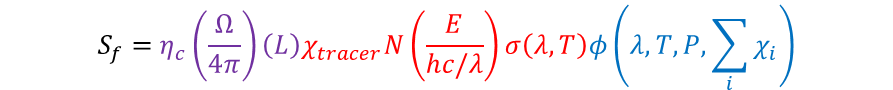 S_f = η_c (Ω/4π) (L)χ_tracer N (E/(hc/λ)) σ(λ, T)ϕ (λ, T, P, ∑_i χ_i)